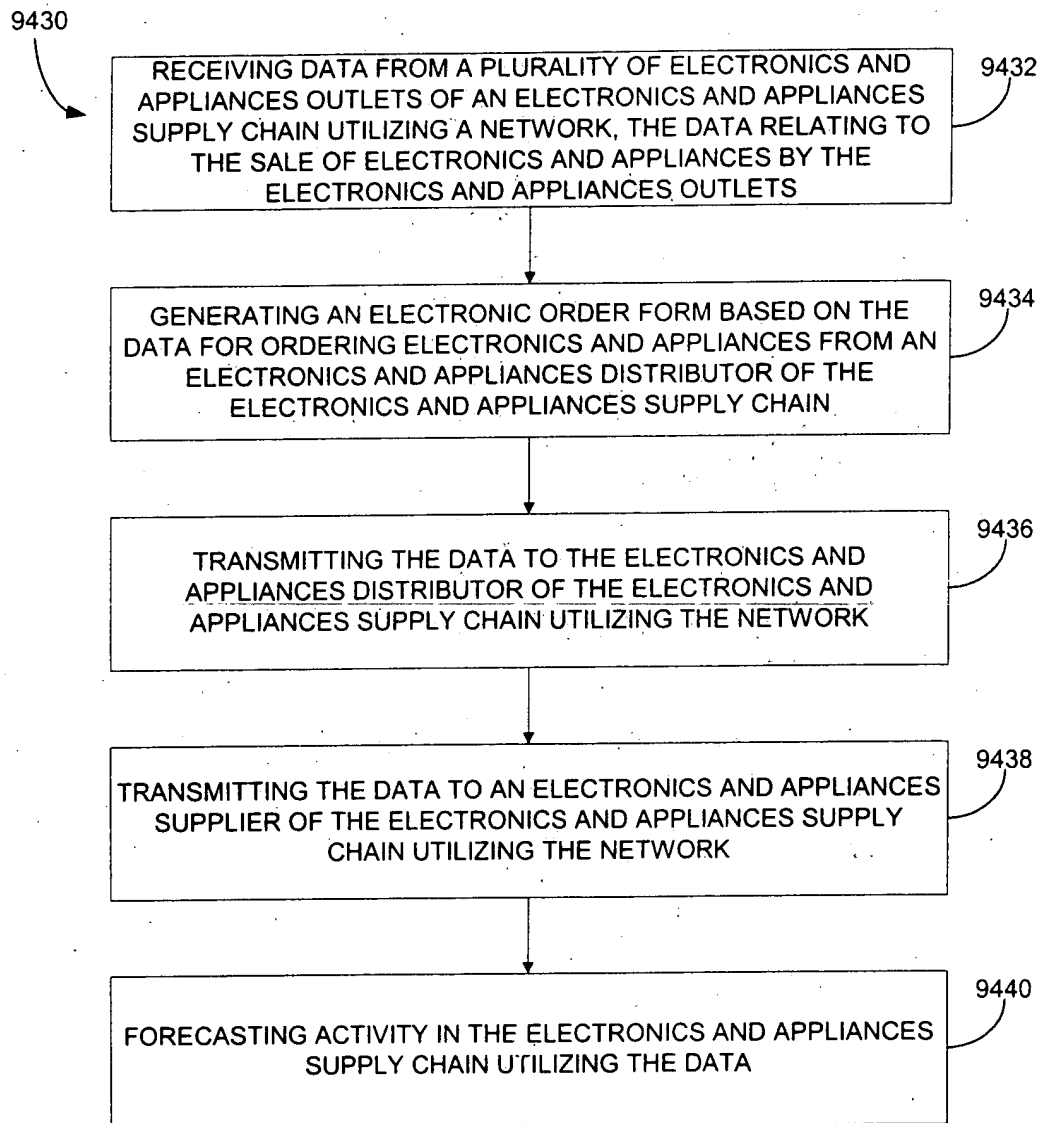 9430
RECEIVING DATA FROM A PLURALITY OF ELECTRONICS AND
APPLIANCES OUTLETS OF AN ELECTRONICS AND APPLIANCES
SUPPLY CHAIN UTILIZING A NETWORK, THE DATA RELATING TO
THE SALE OF ELECTRONICS AND APPLIANCES BY THE
ELECTRONICS AND APPLIANCES OUTLETS
9432
GENERATING AN ELECTRONIC ORDER FORM BASED ON THE
DATA FOR ORDERING ELECTRONICS AND APPLIANCES FROM AN
ELECTRONICS AND APPLIANCES DISTRIBUTOR OF THE
ELECTRONICS AND APPLIANCES SUPPLY CHAIN
9434
TRANSMITTING THE DATA TO THE ELECTRONICS AND
APPLIANCES DISTRIBUTOR OF THE ELECTRONICS AND
APPLIANCES SUPPLY CHAIN UTILIZING THE NETWORK
9436
TRANSMITTING THE DATA TO AN ELECTRONICS AND APPLIANCES
SUPPLIER OF THE ELECTRONICS AND APPLIANCES SUPPLY
CHAIN UTILIZING THE NETWORK
9438
FORECASTING ACTIVITY IN THE ELECTRONICS AND APPLIANCES
SUPPLY CHAIN UTILIZING THE DATA
9440